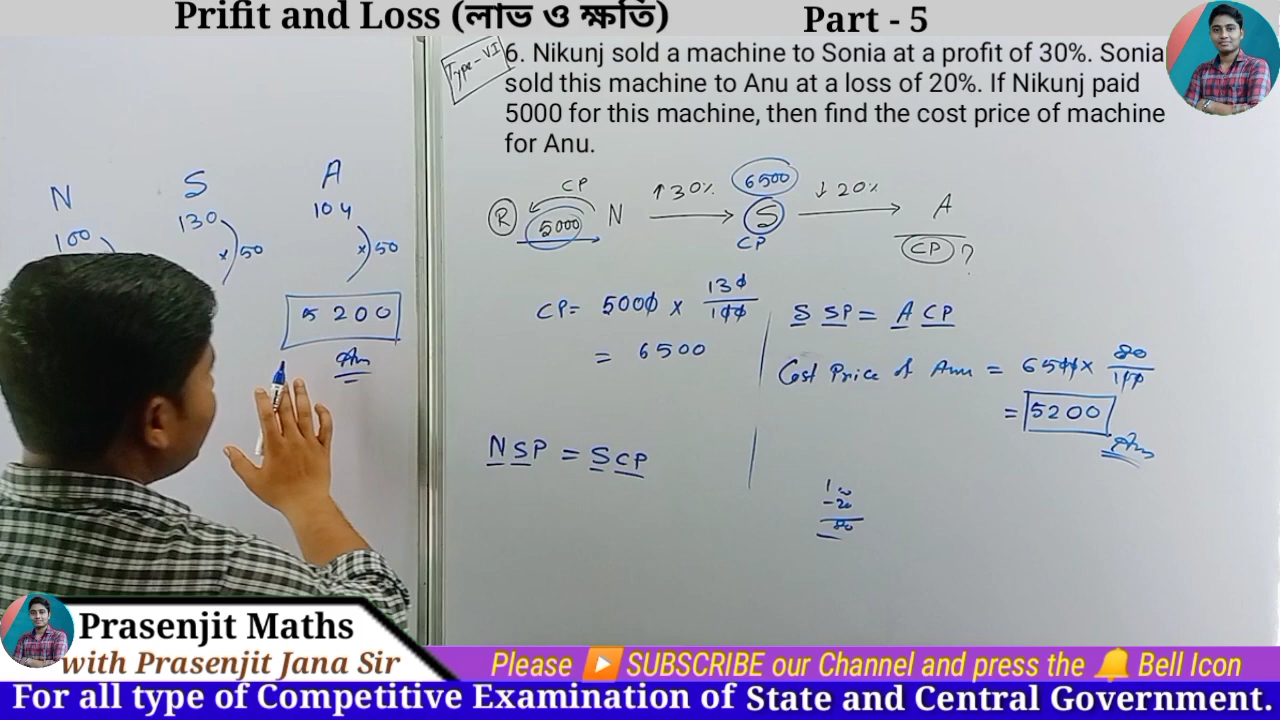 Prifit and Loss (লাভ ও ক্ষতি)
Part - 5
Type-VI
6. Nikunj sold a machine to Sonia at a profit of 30%. Sonia
sold this machine to Anu at a loss of 20%. If Nikunj paid
5000 for this machine, then find the cost price of machine
for Anu.
N S A
100 130 104
×50 ×50
5200
Ans
CP ↑30% 6500 ↓20%
R 5000 N S A
CP CP ?
CP = 5000 × 130/100
= 6500
NSP = SCP
S SP = A CP
Cost Price of Anu = 6500 × 80/100
= 5200
Ans
100
-20
80
Prasenjit Maths
with Prasenjit Jana Sir
Please ▶ SUBSCRIBE our Channel and press the 🔔 Bell Icon
For all type of Competitive Examination of State and Central Government.